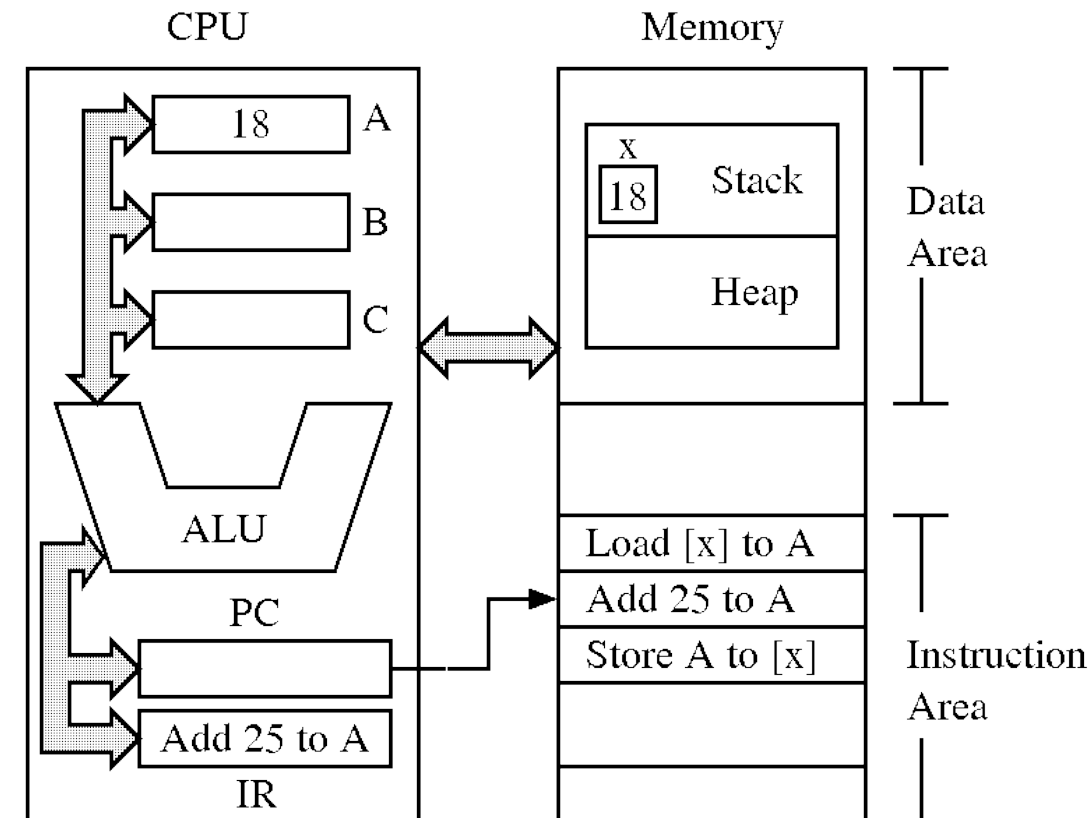 CPU
Memory
18
A
B
C
x
18
Stack
Heap
Data
Area
ALU
PC
Add 25 to A
IR
Load [x] to A
Add 25 to A
Store A to [x]
Instruction
Area